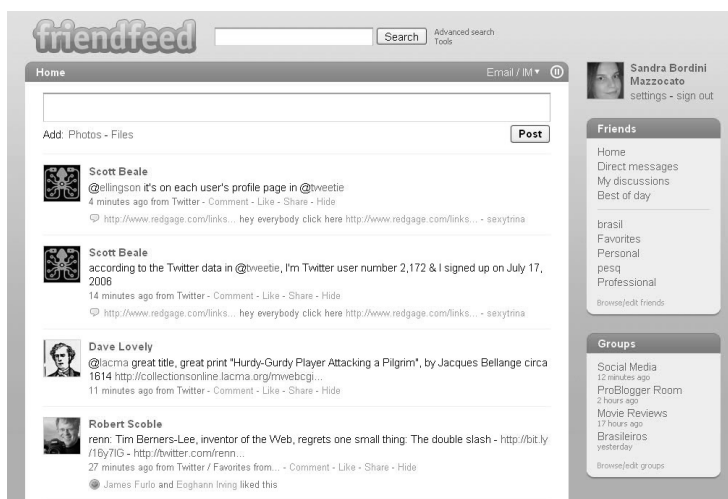 friendfeed
Search
Advanced search
Tools
Home
Email / IM
Add: Photos - Files
Post
Scott Beale
@ellingson it's on each user's profile page in @tweetie
4 minutes ago from Twitter - Comment - Like - Share - Hide
http://www.redgage.com/links... hey everybody click here http://www.redgage.com/links... - sexytrina
Scott Beale
according to the Twitter data in @tweetie, I'm Twitter user number 2,172 & I signed up on July 17,
2006
14 minutes ago from Twitter - Comment - Like - Share - Hide
http://www.redgage.com/links... hey everybody click here http://www.redgage.com/links... - sexytrina
Dave Lovely
@lacma great title, great print "Hurdy-Gurdy Player Attacking a Pilgrim", by Jacques Bellange circa
1614 http://collectionsonline.lacma.org/mwebcgi...
11 minutes ago from Twitter - Comment - Like - Share - Hide
Robert Scoble
renn: Tim Berners-Lee, inventor of the Web, regrets one small thing: The double slash - http://bit.ly
/16y7IG - http://twitter.com/renn...
27 minutes ago from Twitter / Favorites from... - Comment - Like - Share - Hide
James Furlo and Eoghann Irving liked this
Sandra Bordini
Mazzocato
settings - sign out
Friends
Home
Direct messages
My discussions
Best of day
brasil
Favorites
Personal
pesq
Professional
Browse/edit friends
Groups
Social Media
12 minutes ago
ProBlogger Room
2 hours ago
Movie Reviews
17 hours ago
Brasileiros
yesterday
Browse/edit groups